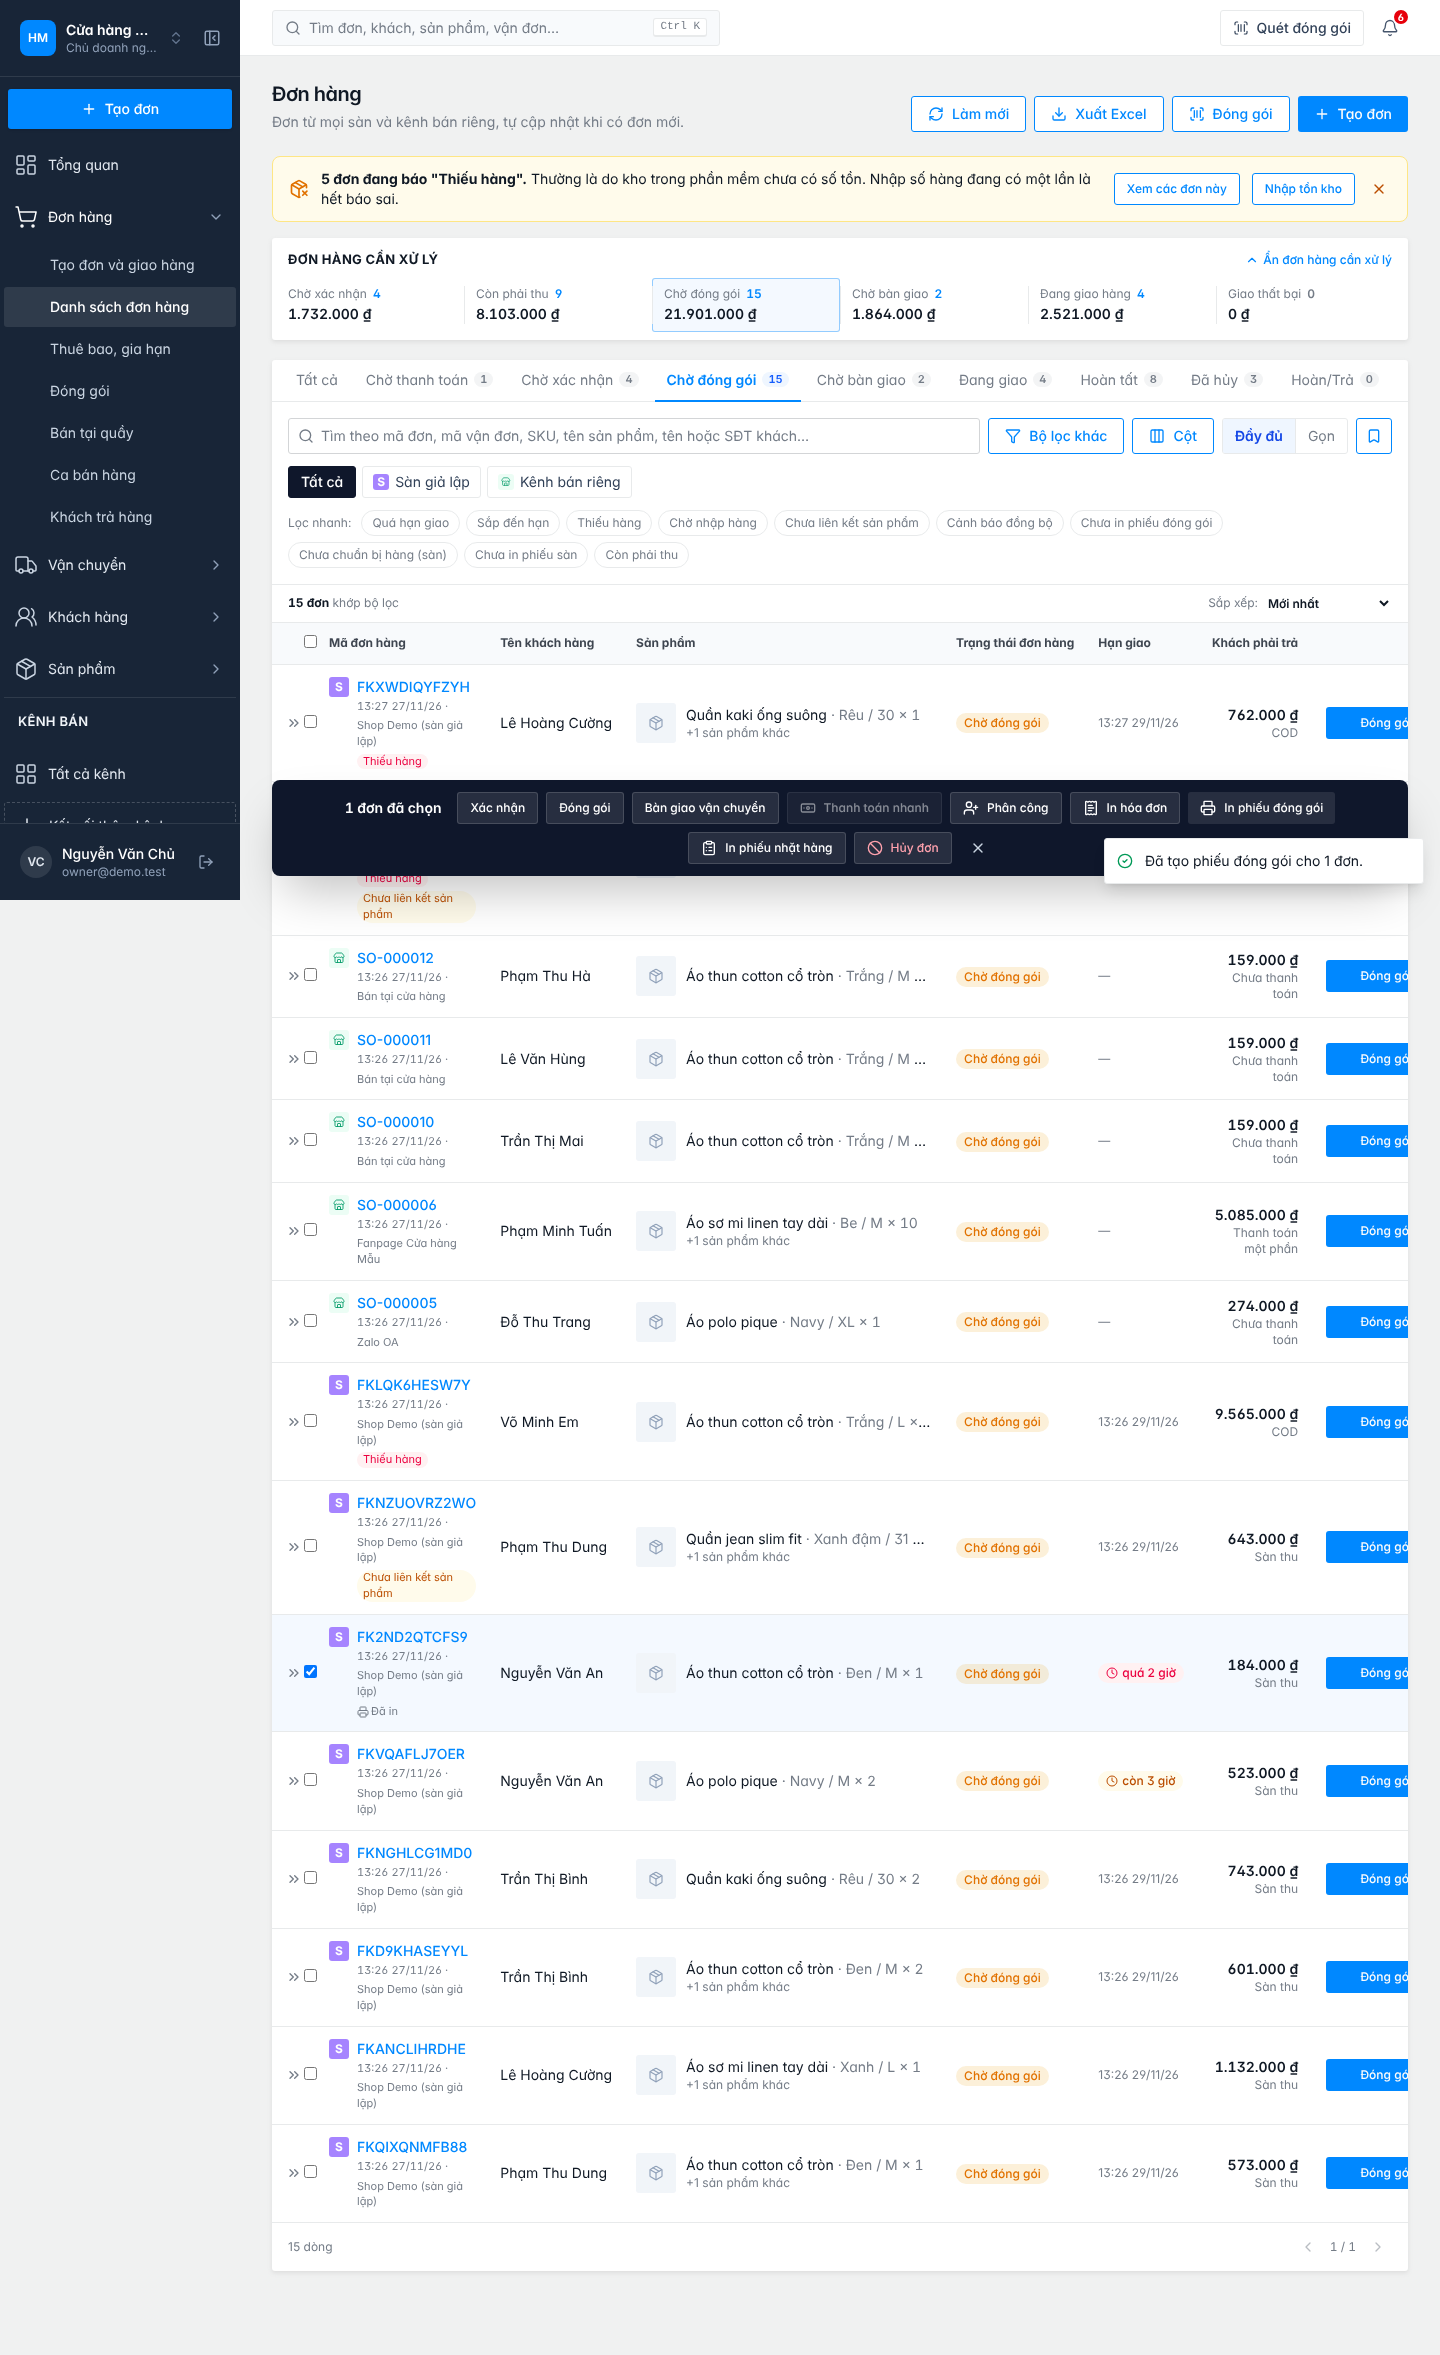 HM
Cửa hàng ...
Chủ doanh ng...
Tìm đơn, khách, sản phẩm, vận đơn...
Ctrl K
Quét đóng gói
6
Tạo đơn
Tổng quan
Đơn hàng
Tạo đơn và giao hàng
Danh sách đơn hàng
Thuê bao, gia hạn
Đóng gói
Bán tại quầy
Ca bán hàng
Khách trả hàng
Vận chuyển
Khách hàng
Sản phẩm
KÊNH BÁN
Tất cả kênh
VC
Nguyễn Văn Chủ
owner@demo.test
Đơn hàng
Đơn từ mọi sàn và kênh bán riêng, tự cập nhật khi có đơn mới.
Làm mới
Xuất Excel
Đóng gói
Tạo đơn
5 đơn đang báo "Thiếu hàng". Thường là do kho trong phần mềm chưa có số tồn. Nhập số hàng đang có một lần là
hết báo sai.
Xem các đơn này
Nhập tồn kho
ĐƠN HÀNG CẦN XỬ LÝ
Ẩn đơn hàng cần xử lý
Chờ xác nhận 4
1.732.000 ₫
Còn phải thu 9
8.103.000 ₫
Chờ đóng gói 15
21.901.000 ₫
Chờ bàn giao 2
1.864.000 ₫
Đang giao hàng 4
2.521.000 ₫
Giao thất bại 0
0 ₫
Tất cả
Chờ thanh toán 1
Chờ xác nhận 4
Chờ đóng gói 15
Chờ bàn giao 2
Đang giao 4
Hoàn tất 8
Đã hủy 3
Hoàn/Trả 0
Tìm theo mã đơn, mã vận đơn, SKU, tên sản phẩm, tên hoặc SĐT khách...
Bộ lọc khác
Cột
Đầy đủ
Gọn
Tất cả
S Sàn giả lập
Kênh bán riêng
Lọc nhanh:
Quá hạn giao
Sắp đến hạn
Thiếu hàng
Chờ nhập hàng
Chưa liên kết sản phẩm
Cảnh báo đồng bộ
Chưa in phiếu đóng gói
Chưa chuẩn bị hàng (sàn)
Chưa in phiếu sàn
Còn phải thu
15 đơn khớp bộ lọc
Sắp xếp: Mới nhất
Mã đơn hàng
Tên khách hàng
Sản phẩm
Trạng thái đơn hàng
Hạn giao
Khách phải trả
S FKXWDIQYFZYH
13:27 27/11/26 ·
Shop Demo (sàn giả
lập)
Thiếu hàng
Lê Hoàng Cường
Quần kaki ống suông · Rêu / 30 × 1
+1 sản phẩm khác
Chờ đóng gói
13:27 29/11/26
762.000 ₫
COD
Đóng gó
1 đơn đã chọn
Xác nhận
Đóng gói
Bàn giao vận chuyển
Thanh toán nhanh
Phân công
In hóa đơn
In phiếu đóng gói
In phiếu nhặt hàng
Hủy đơn
Đã tạo phiếu đóng gói cho 1 đơn.
Thiếu hàng
Chưa liên kết sản
phẩm
SO-000012
13:26 27/11/26 ·
Bán tại cửa hàng
Phạm Thu Hà
Áo thun cotton cổ tròn · Trắng / M ...
Chờ đóng gói
—
159.000 ₫
Chưa thanh
toán
Đóng gó
SO-000011
13:26 27/11/26 ·
Bán tại cửa hàng
Lê Văn Hùng
Áo thun cotton cổ tròn · Trắng / M ...
Chờ đóng gói
—
159.000 ₫
Chưa thanh
toán
Đóng gó
SO-000010
13:26 27/11/26 ·
Bán tại cửa hàng
Trần Thị Mai
Áo thun cotton cổ tròn · Trắng / M ...
Chờ đóng gói
—
159.000 ₫
Chưa thanh
toán
Đóng gó
SO-000006
13:26 27/11/26 ·
Fanpage Cửa hàng
Mẫu
Phạm Minh Tuấn
Áo sơ mi linen tay dài · Be / M × 10
+1 sản phẩm khác
Chờ đóng gói
—
5.085.000 ₫
Thanh toán
một phần
Đóng gó
SO-000005
13:26 27/11/26 ·
Zalo OA
Đỗ Thu Trang
Áo polo pique · Navy / XL × 1
Chờ đóng gói
—
274.000 ₫
Chưa thanh
toán
Đóng gó
S FKLQK6HESW7Y
13:26 27/11/26 ·
Shop Demo (sàn giả
lập)
Thiếu hàng
Võ Minh Em
Áo thun cotton cổ tròn · Trắng / L ×...
Chờ đóng gói
13:26 29/11/26
9.565.000 ₫
COD
Đóng gó
S FKNZUOVRZ2WO
13:26 27/11/26 ·
Shop Demo (sàn giả
lập)
Chưa liên kết sản
phẩm
Phạm Thu Dung
Quần jean slim fit · Xanh đậm / 31 ...
+1 sản phẩm khác
Chờ đóng gói
13:26 29/11/26
643.000 ₫
Sàn thu
Đóng gó
S FK2ND2QTCFS9
13:26 27/11/26 ·
Shop Demo (sàn giả
lập)
Đã in
Nguyễn Văn An
Áo thun cotton cổ tròn · Đen / M × 1
Chờ đóng gói
quá 2 giờ
184.000 ₫
Sàn thu
Đóng gó
S FKVQAFLJ7OER
13:26 27/11/26 ·
Shop Demo (sàn giả
lập)
Nguyễn Văn An
Áo polo pique · Navy / M × 2
Chờ đóng gói
còn 3 giờ
523.000 ₫
Sàn thu
Đóng gó
S FKNGHLCG1MD0
13:26 27/11/26 ·
Shop Demo (sàn giả
lập)
Trần Thị Bình
Quần kaki ống suông · Rêu / 30 × 2
Chờ đóng gói
13:26 29/11/26
743.000 ₫
Sàn thu
Đóng gó
S FKD9KHASEYYL
13:26 27/11/26 ·
Shop Demo (sàn giả
lập)
Trần Thị Bình
Áo thun cotton cổ tròn · Đen / M × 2
+1 sản phẩm khác
Chờ đóng gói
13:26 29/11/26
601.000 ₫
Sàn thu
Đóng gó
S FKANCLIHRDHE
13:26 27/11/26 ·
Shop Demo (sàn giả
lập)
Lê Hoàng Cường
Áo sơ mi linen tay dài · Xanh / L × 1
+1 sản phẩm khác
Chờ đóng gói
13:26 29/11/26
1.132.000 ₫
Sàn thu
Đóng gó
S FKQIXQNMFB88
13:26 27/11/26 ·
Shop Demo (sàn giả
lập)
Phạm Thu Dung
Áo thun cotton cổ tròn · Đen / M × 1
+1 sản phẩm khác
Chờ đóng gói
13:26 29/11/26
573.000 ₫
Sàn thu
Đóng gó
15 dòng
1 / 1